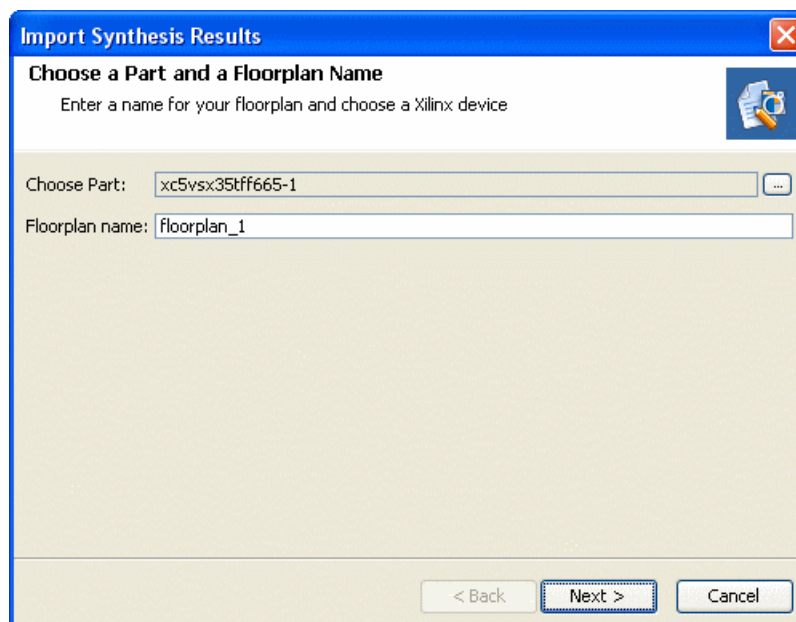 Import Synthesis Results
Choose a Part and a Floorplan Name
Enter a name for your floorplan and choose a Xilinx device
Choose Part: xc5vsx35tff665-1 ...
Floorplan name: floorplan_1
< Back Next > Cancel